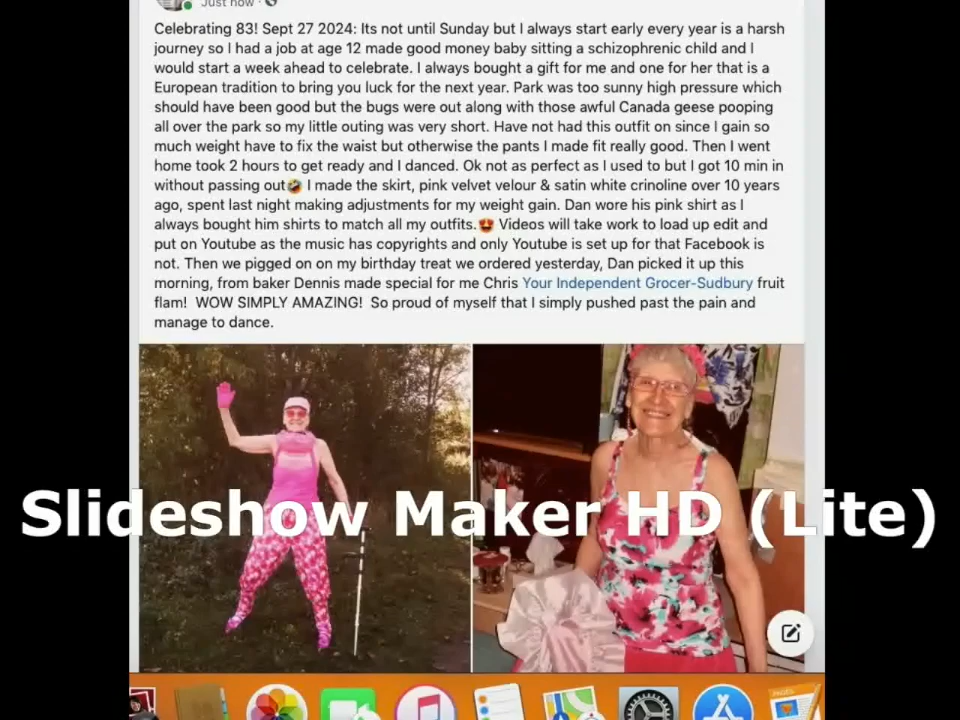 Just now ·
Celebrating 83! Sept 27 2024: Its not until Sunday but I always start early every year is a harsh
journey so I had a job at age 12 made good money baby sitting a schizophrenic child and I
would start a week ahead to celebrate. I always bought a gift for me and one for her that is a
European tradition to bring you luck for the next year. Park was too sunny high pressure which
should have been good but the bugs were out along with those awful Canada geese pooping
all over the park so my little outing was very short. Have not had this outfit on since I gain so
much weight have to fix the waist but otherwise the pants I made fit really good. Then I went
home took 2 hours to get ready and I danced. Ok not as perfect as I used to but I got 10 min in
without passing out🤣 I made the skirt, pink velvet velour & satin white crinoline over 10 years
ago, spent last night making adjustments for my weight gain. Dan wore his pink shirt as I
always bought him shirts to match all my outfits.😍 Videos will take work to load up edit and
put on Youtube as the music has copyrights and only Youtube is set up for that Facebook is
not. Then we pigged on on my birthday treat we ordered yesterday, Dan picked it up this
morning, from baker Dennis made special for me Chris Your Independent Grocer-Sudbury fruit
flam! WOW SIMPLY AMAZING! So proud of myself that I simply pushed past the pain and
manage to dance.
Slideshow Maker HD (Lite)
PAGES